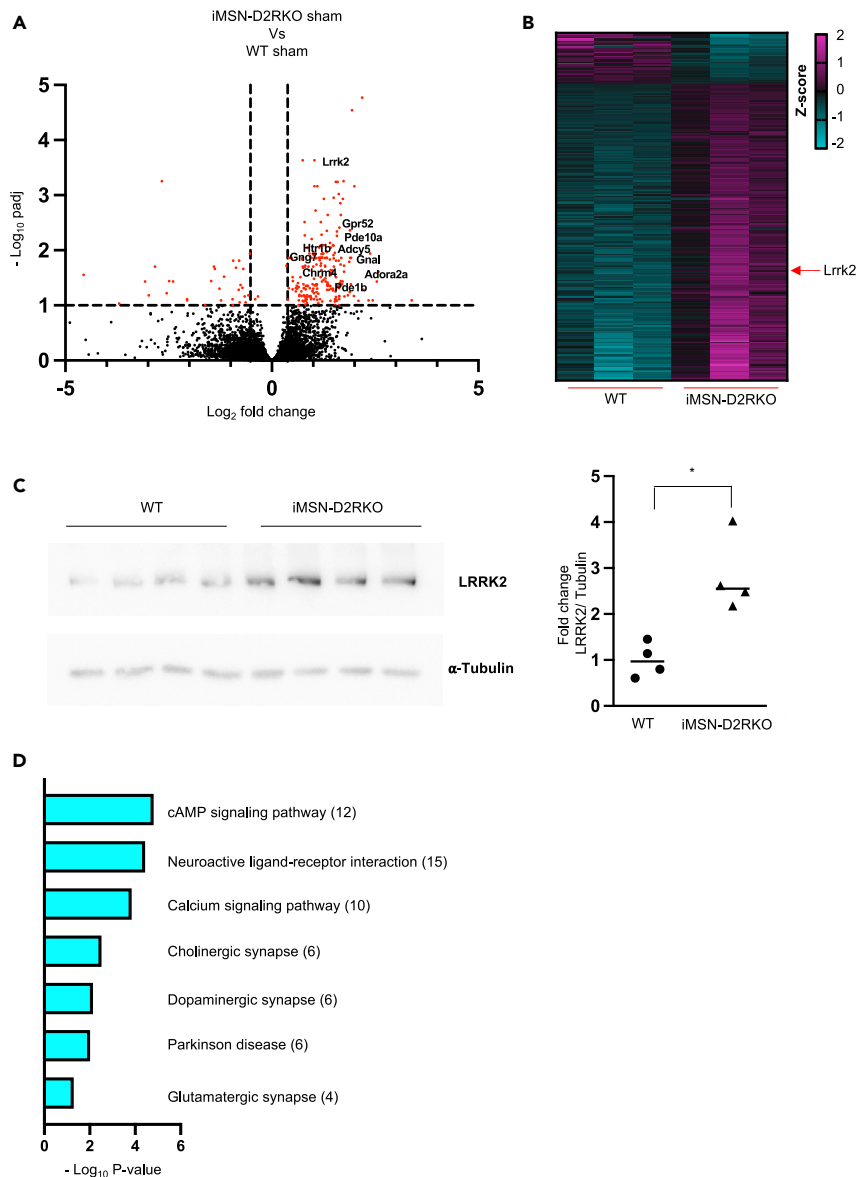 A
iMSN-D2RKO sham
Vs
WT sham
5
4
3
2
1
0
- Log10 padj
Lrrk2
Gpr52
Pde10a
Htr1b
Adcy5
Gng7
Gnal
Chrm4
Adora2a
Pde1b
-5
0
5
Log2 fold change
B
2
1
0
-1
-2
Z-score
Lrrk2
WT
iMSN-D2RKO
C
WT
iMSN-D2RKO
LRRK2
α-Tubulin
*
5
4
3
2
1
0
Fold change
LRRK2/ Tubulin
WT
iMSN-D2RKO
D
cAMP signaling pathway (12)
Neuroactive ligand-receptor interaction (15)
Calcium signaling pathway (10)
Cholinergic synapse (6)
Dopaminergic synapse (6)
Parkinson disease (6)
Glutamatergic synapse (4)
0 2 4 6
- Log10 P-value